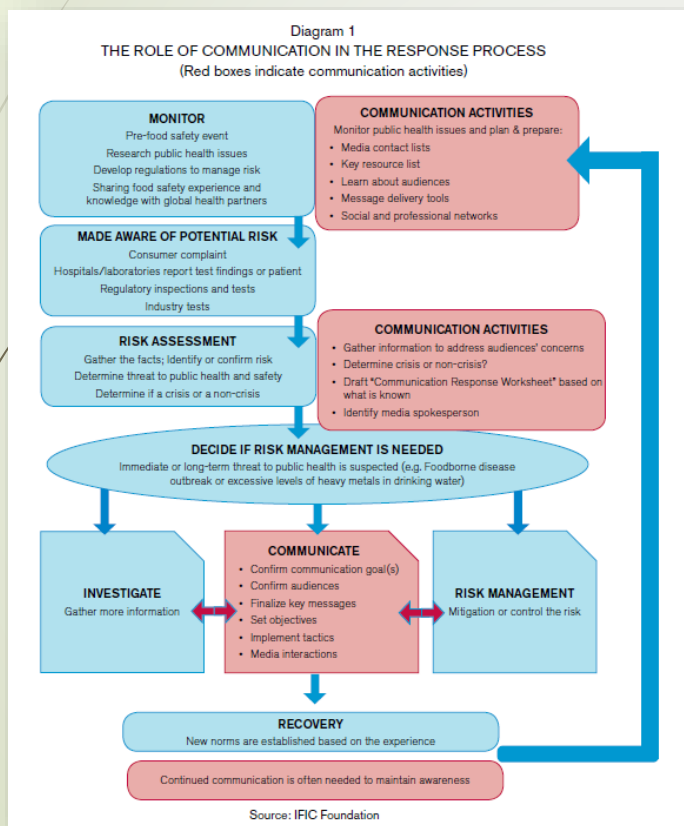 Diagram 1
THE ROLE OF COMMUNICATION IN THE RESPONSE PROCESS
(Red boxes indicate communication activities)
MONITOR
Pre-food safety event
Research public health issues
Develop regulations to manage risk
Sharing food safety experience and
knowledge with global health partners
COMMUNICATION ACTIVITIES
Monitor public health issues and plan & prepare:
• Media contact lists
• Key resource list
• Learn about audiences
• Message delivery tools
• Social and professional networks
MADE AWARE OF POTENTIAL RISK
Consumer complaint
Hospitals/laboratories report test findings or patient
Regulatory inspections and tests
Industry tests
RISK ASSESSMENT
Gather the facts; Identify or confirm risk
Determine threat to public health and safety
Determine if a crisis or a non-crisis
COMMUNICATION ACTIVITIES
• Gather information to address audiences' concerns
• Determine crisis or non-crisis?
• Draft "Communication Response Worksheet" based on
what is known
• Identify media spokesperson
DECIDE IF RISK MANAGEMENT IS NEEDED
Immediate or long-term threat to public health is suspected (e.g. Foodborne disease
outbreak or excessive levels of heavy metals in drinking water)
INVESTIGATE
Gather more information
COMMUNICATE
• Confirm communication goal(s)
• Confirm audiences
• Finalize key messages
• Set objectives
• Implement tactics
• Media interactions
RISK MANAGEMENT
Mitigation or control the risk
RECOVERY
New norms are established based on the experience
Continued communication is often needed to maintain awareness
Source: IFIC Foundation